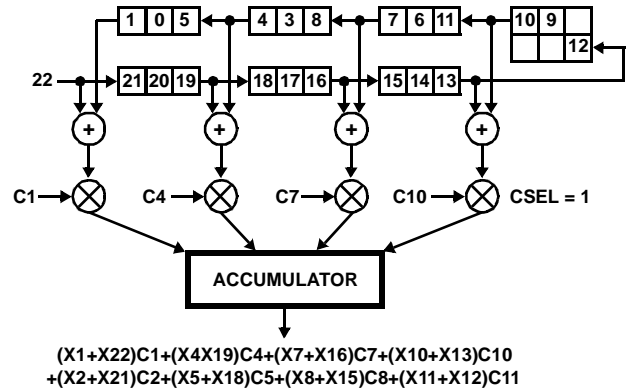 1 0 5 4 3 8 7 6 11 10 9
12
22 21 20 19 18 17 16 15 14 13
+ + + +
C1 C4 C7 C10 CSEL = 1
ACCUMULATOR
(X1+X22)C1+(X4X19)C4+(X7+X16)C7+(X10+X13)C10
+(X2+X21)C2+(X5+X18)C5+(X8+X15)C8+(X11+X12)C11